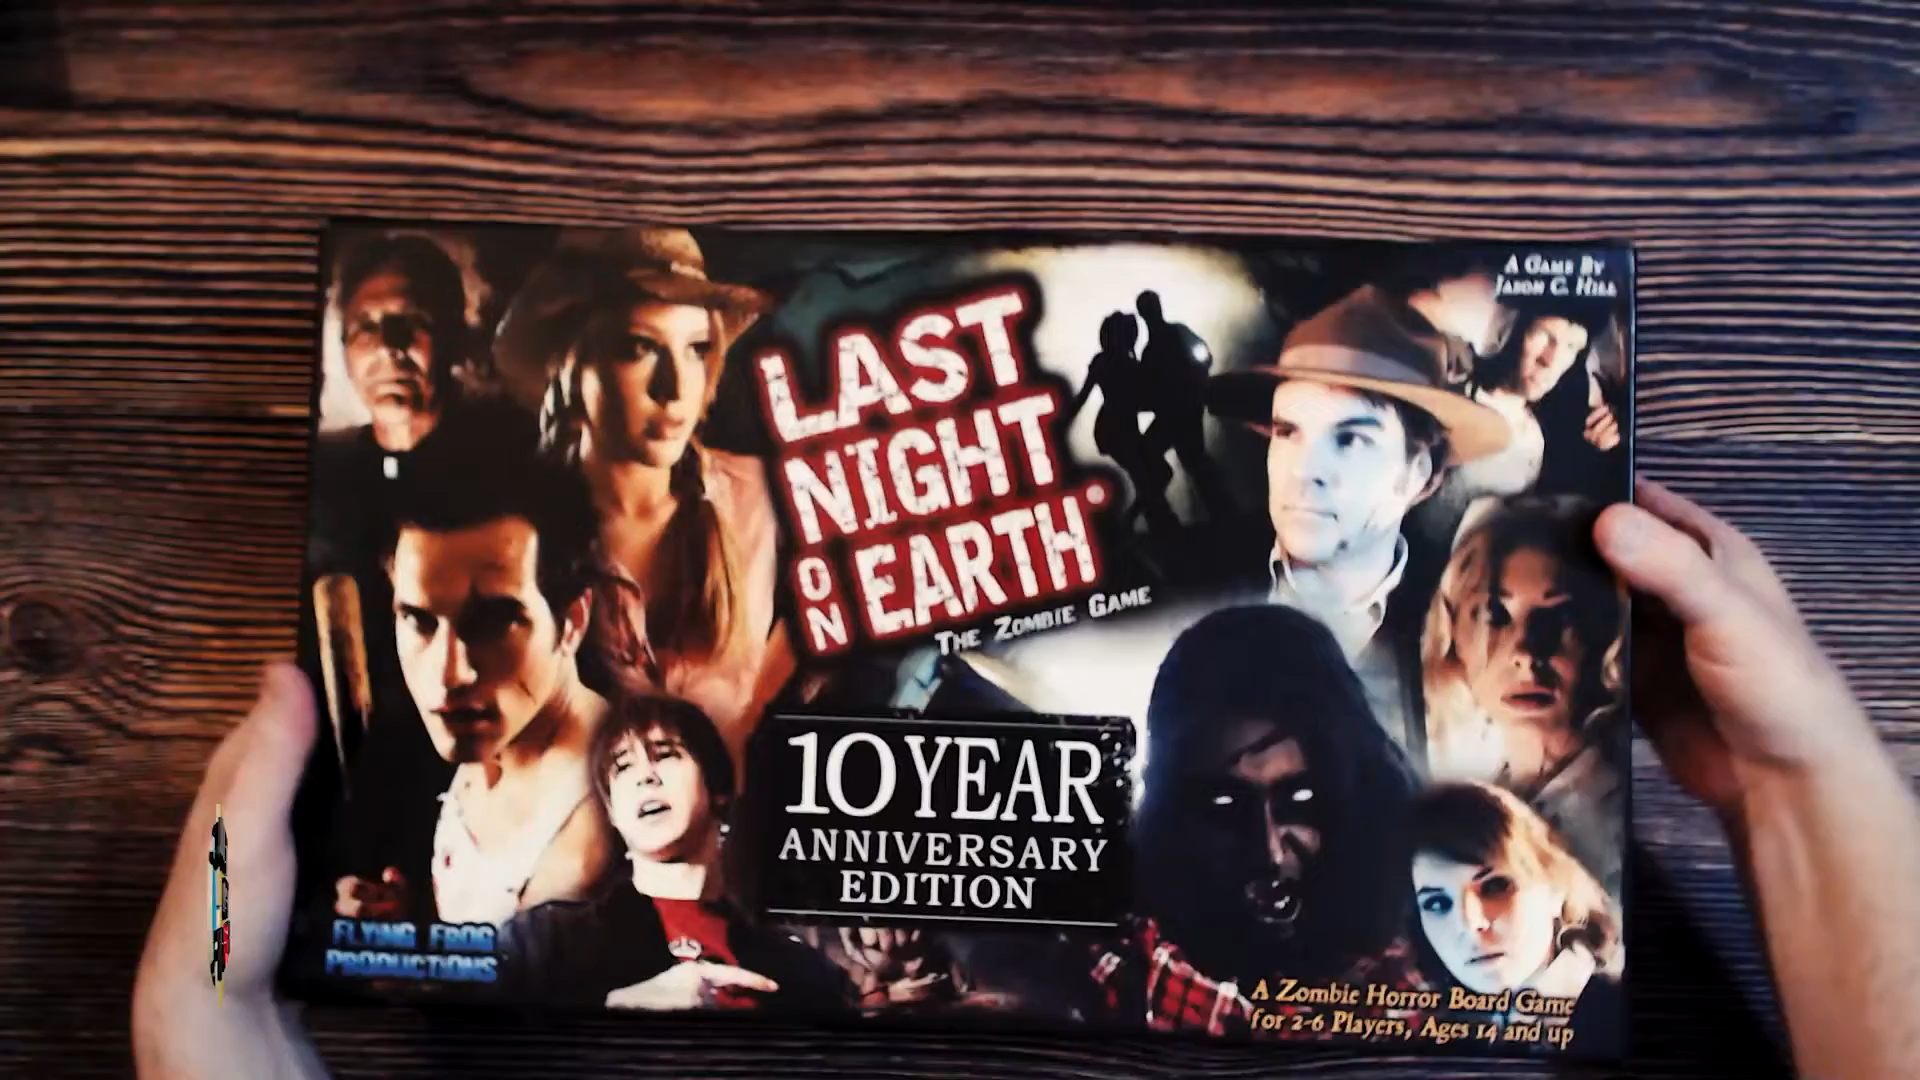 A Game By
Jason C. Hill
LAST
NIGHT
ON EARTH®
The Zombie Game
10 YEAR
ANNIVERSARY
EDITION
FLYING FROG
PRODUCTIONS
A Zombie Horror Board Game
for 2-6 Players, Ages 14 and up